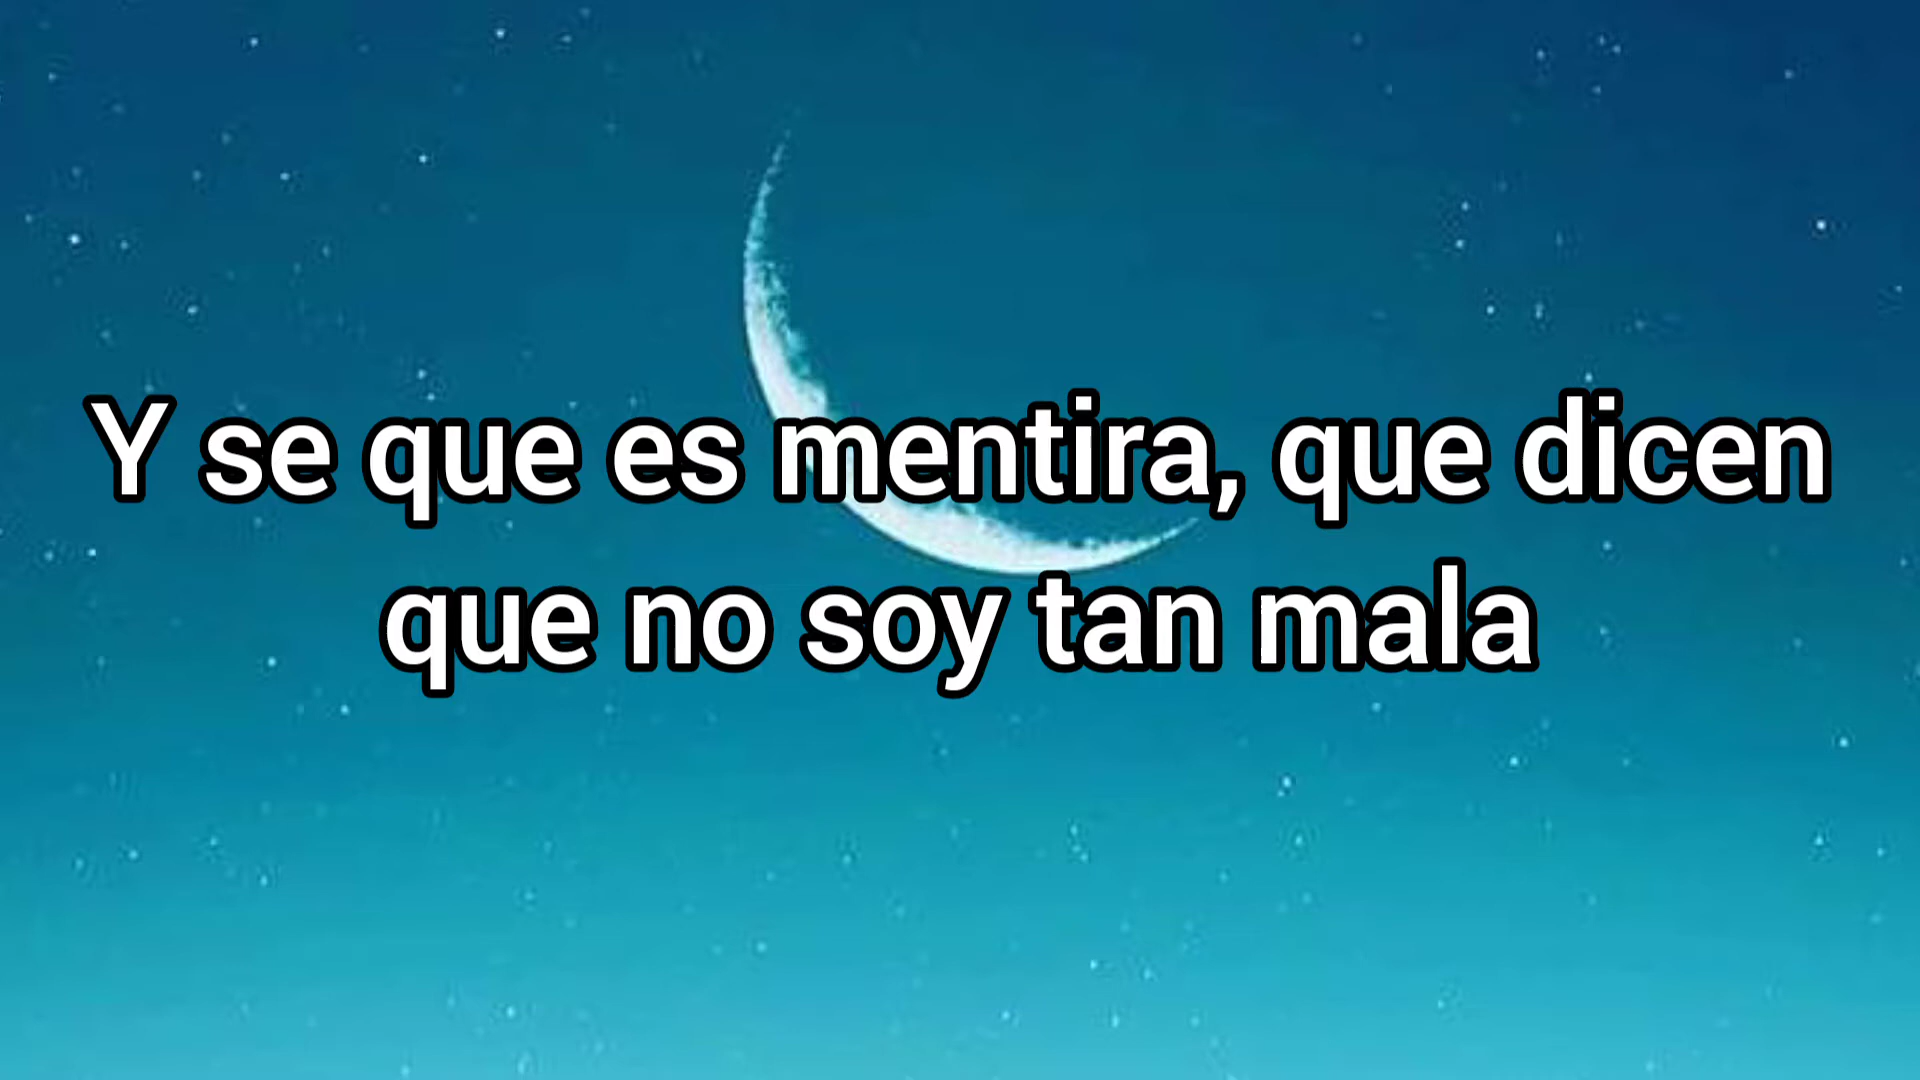 Y se que es mentira, que dicen
que no soy tan mala